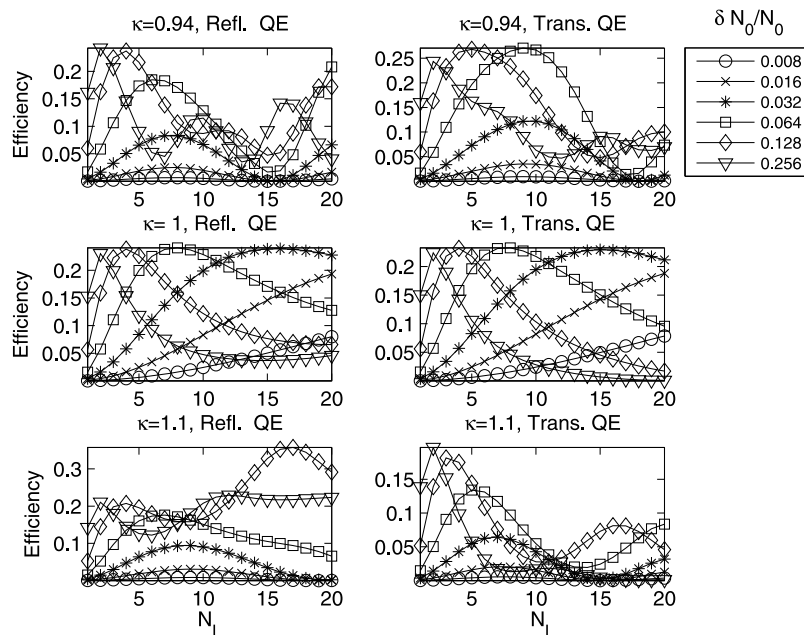 κ=0.94, Refl. QE
κ=0.94, Trans. QE
δ N0/N0
0.008
0.016
0.032
0.064
0.128
0.256
Efficiency
0.2
0.15
0.1
0.05
5 10 15 20
0.25
0.2
0.15
0.1
0.05
5 10 15 20
κ= 1, Refl. QE
κ= 1, Trans. QE
Efficiency
0.2
0.15
0.1
0.05
5 10 15 20
0.2
0.15
0.1
0.05
5 10 15 20
κ=1.1, Refl. QE
κ=1.1, Trans. QE
Efficiency
0.3
0.2
0.1
5 10 15 20
N_l
0.15
0.1
0.05
5 10 15 20
N_l